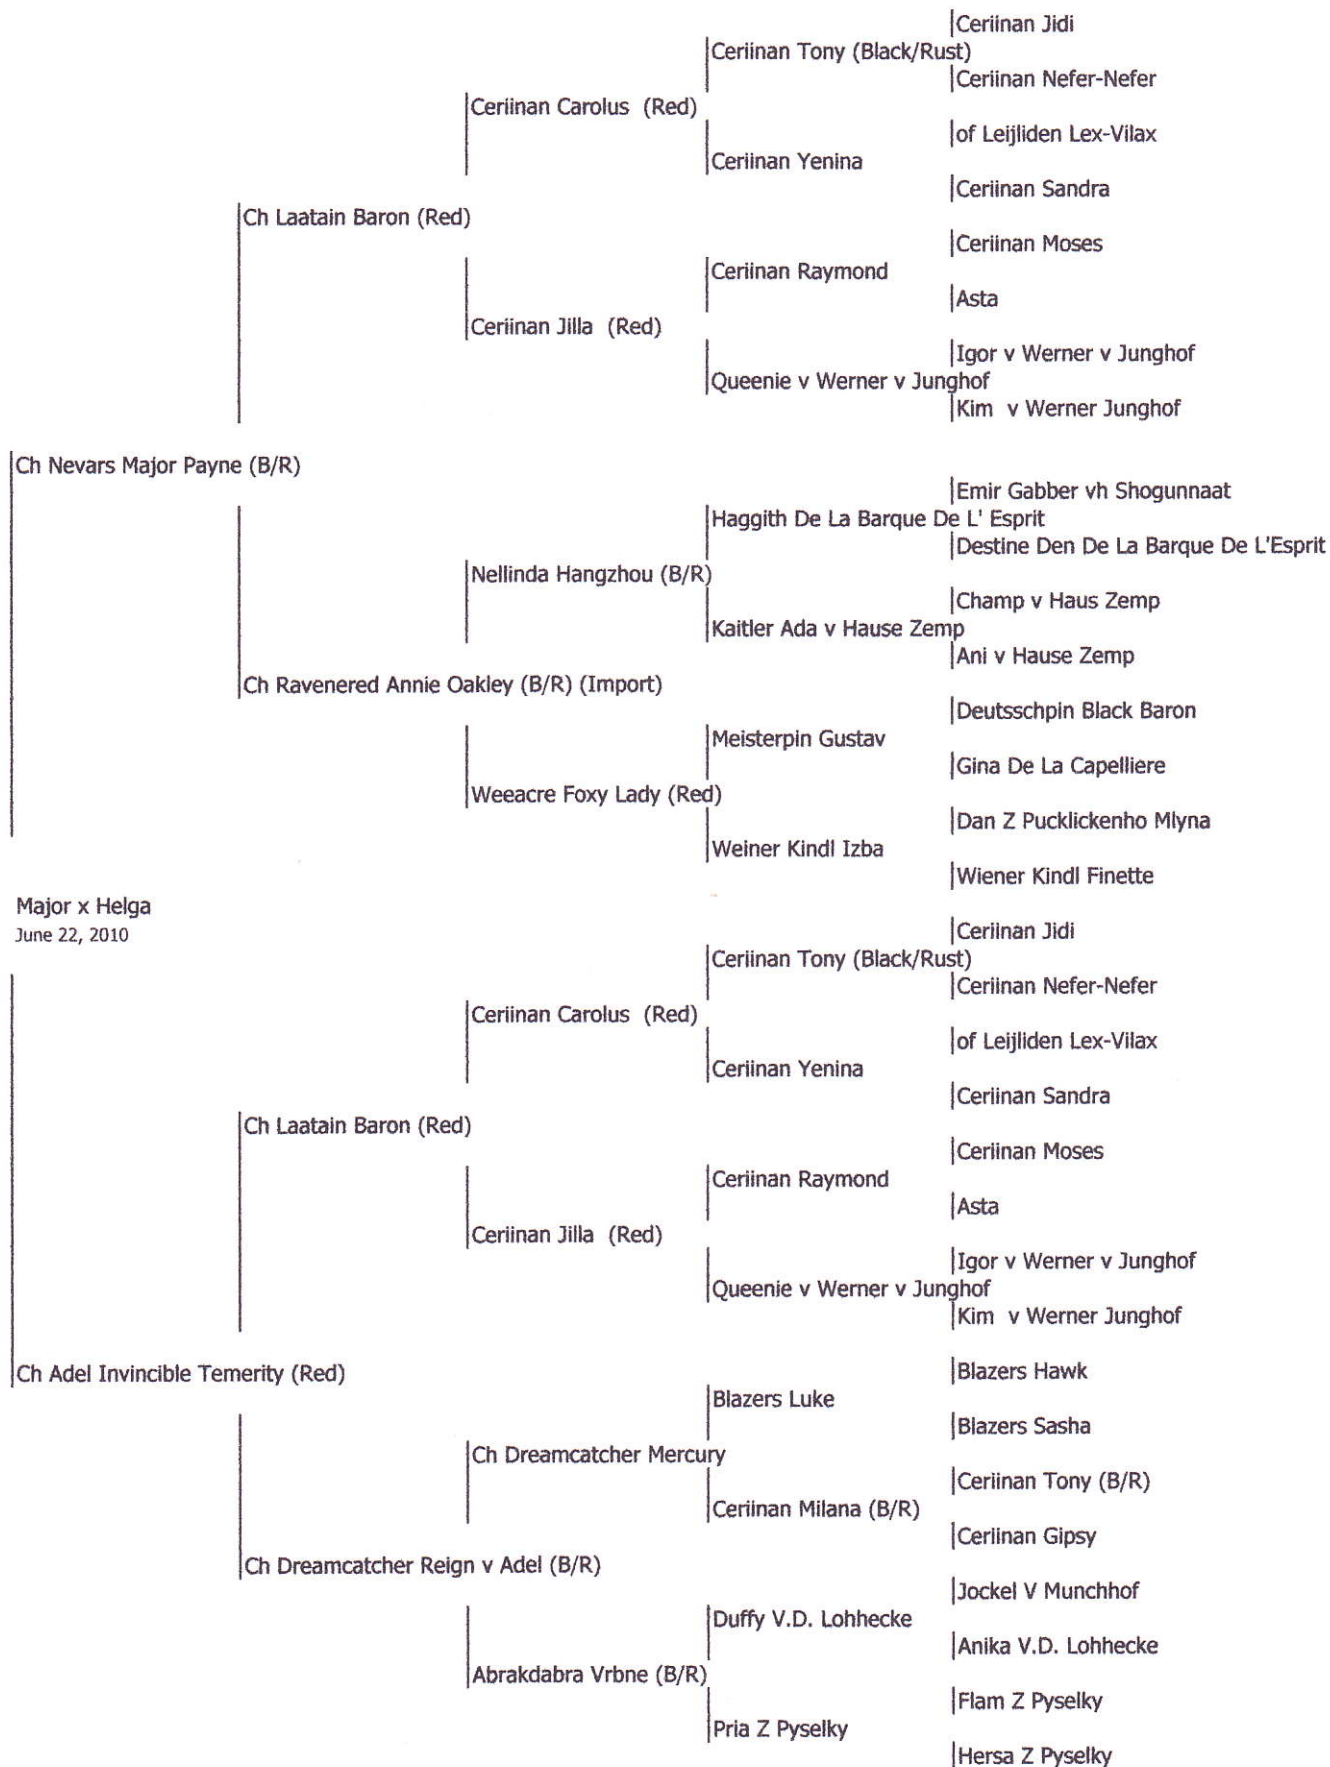 Ceriinan Jidi
Ceriinan Tony (Black/Rust)
Ceriinan Nefer-Nefer
Ceriinan Carolus (Red)
of Leijliden Lex-Vilax
Ceriinan Yenina
Ceriinan Sandra
Ch Laatain Baron (Red)
Ceriinan Moses
Ceriinan Raymond
Asta
Ceriinan Jilla (Red)
Igor v Werner v Junghof
Queenie v Werner v Junghof
Kim v Werner Junghof
Ch Nevars Major Payne (B/R)
Emir Gabber vh Shogunnaat
Haggith De La Barque De L' Esprit
Destine Den De La Barque De L'Esprit
Nellinda Hangzhou (B/R)
Champ v Haus Zemp
Kaitler Ada v Hause Zemp
Ani v Hause Zemp
Ch Ravenered Annie Oakley (B/R) (Import)
Deutsschpin Black Baron
Meisterpin Gustav
Gina De La Capelliere
Weeacre Foxy Lady (Red)
Dan Z Pucklickenho Mlyna
Weiner Kindl Izba
Wiener Kindl Finette
Major x Helga
June 22, 2010
Ceriinan Jidi
Ceriinan Tony (Black/Rust)
Ceriinan Nefer-Nefer
Ceriinan Carolus (Red)
of Leijliden Lex-Vilax
Ceriinan Yenina
Ceriinan Sandra
Ch Laatain Baron (Red)
Ceriinan Moses
Ceriinan Raymond
Asta
Ceriinan Jilla (Red)
Igor v Werner v Junghof
Queenie v Werner v Junghof
Kim v Werner Junghof
Ch Adel Invincible Temerity (Red)
Blazers Hawk
Blazers Luke
Blazers Sasha
Ch Dreamcatcher Mercury
Ceriinan Tony (B/R)
Ceriinan Milana (B/R)
Ceriinan Gipsy
Ch Dreamcatcher Reign v Adel (B/R)
Jockel V Munchhof
Duffy V.D. Lohhecke
Anika V.D. Lohhecke
Abrakdabra Vrbne (B/R)
Flam Z Pyselky
Pria Z Pyselky
Hersa Z Pyselky